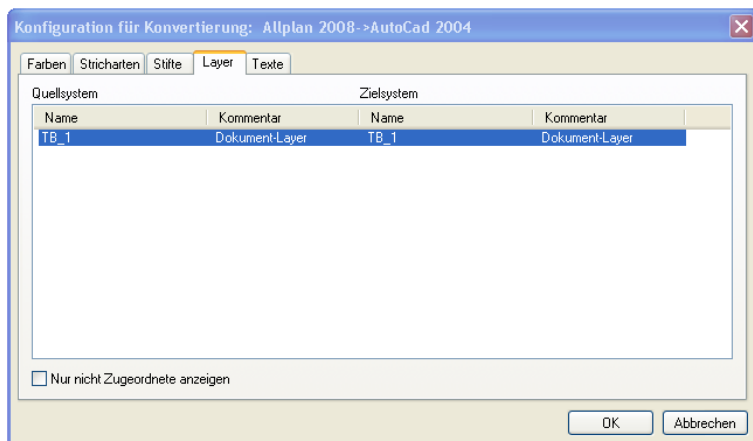 Konfiguration für Konvertierung: Allplan 2008->AutoCad 2004
Farben Stricharten Stifte Layer Texte
Quellsystem Zielsystem
Name Kommentar Name Kommentar
TB_1 Dokument-Layer TB_1 Dokument-Layer
Nur nicht Zugeordnete anzeigen
OK Abbrechen